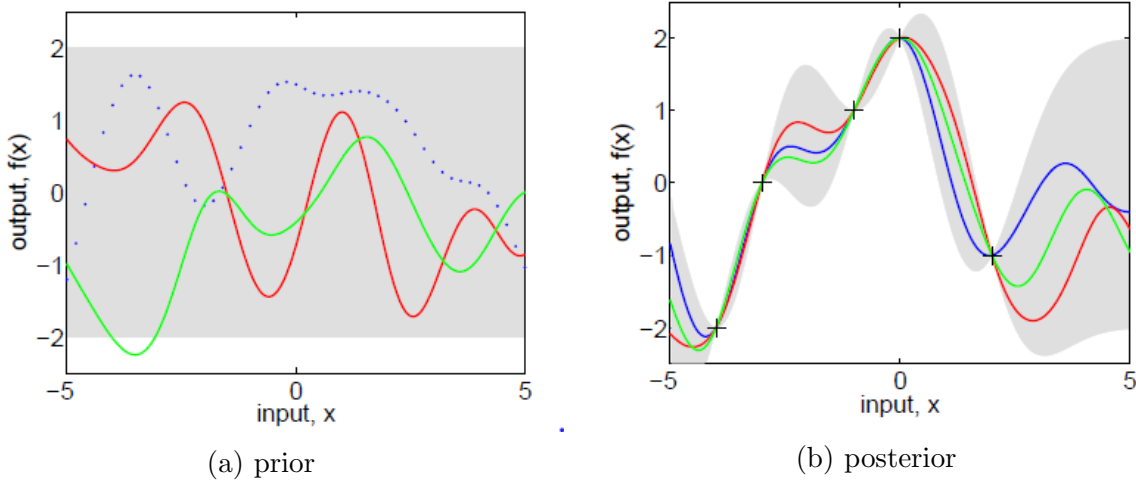 output, f(x)
2
1
0
−1
−2
−5
0
5
input, x
(a) prior
output, f(x)
2
1
0
−1
−2
−5
0
5
input, x
(b) posterior